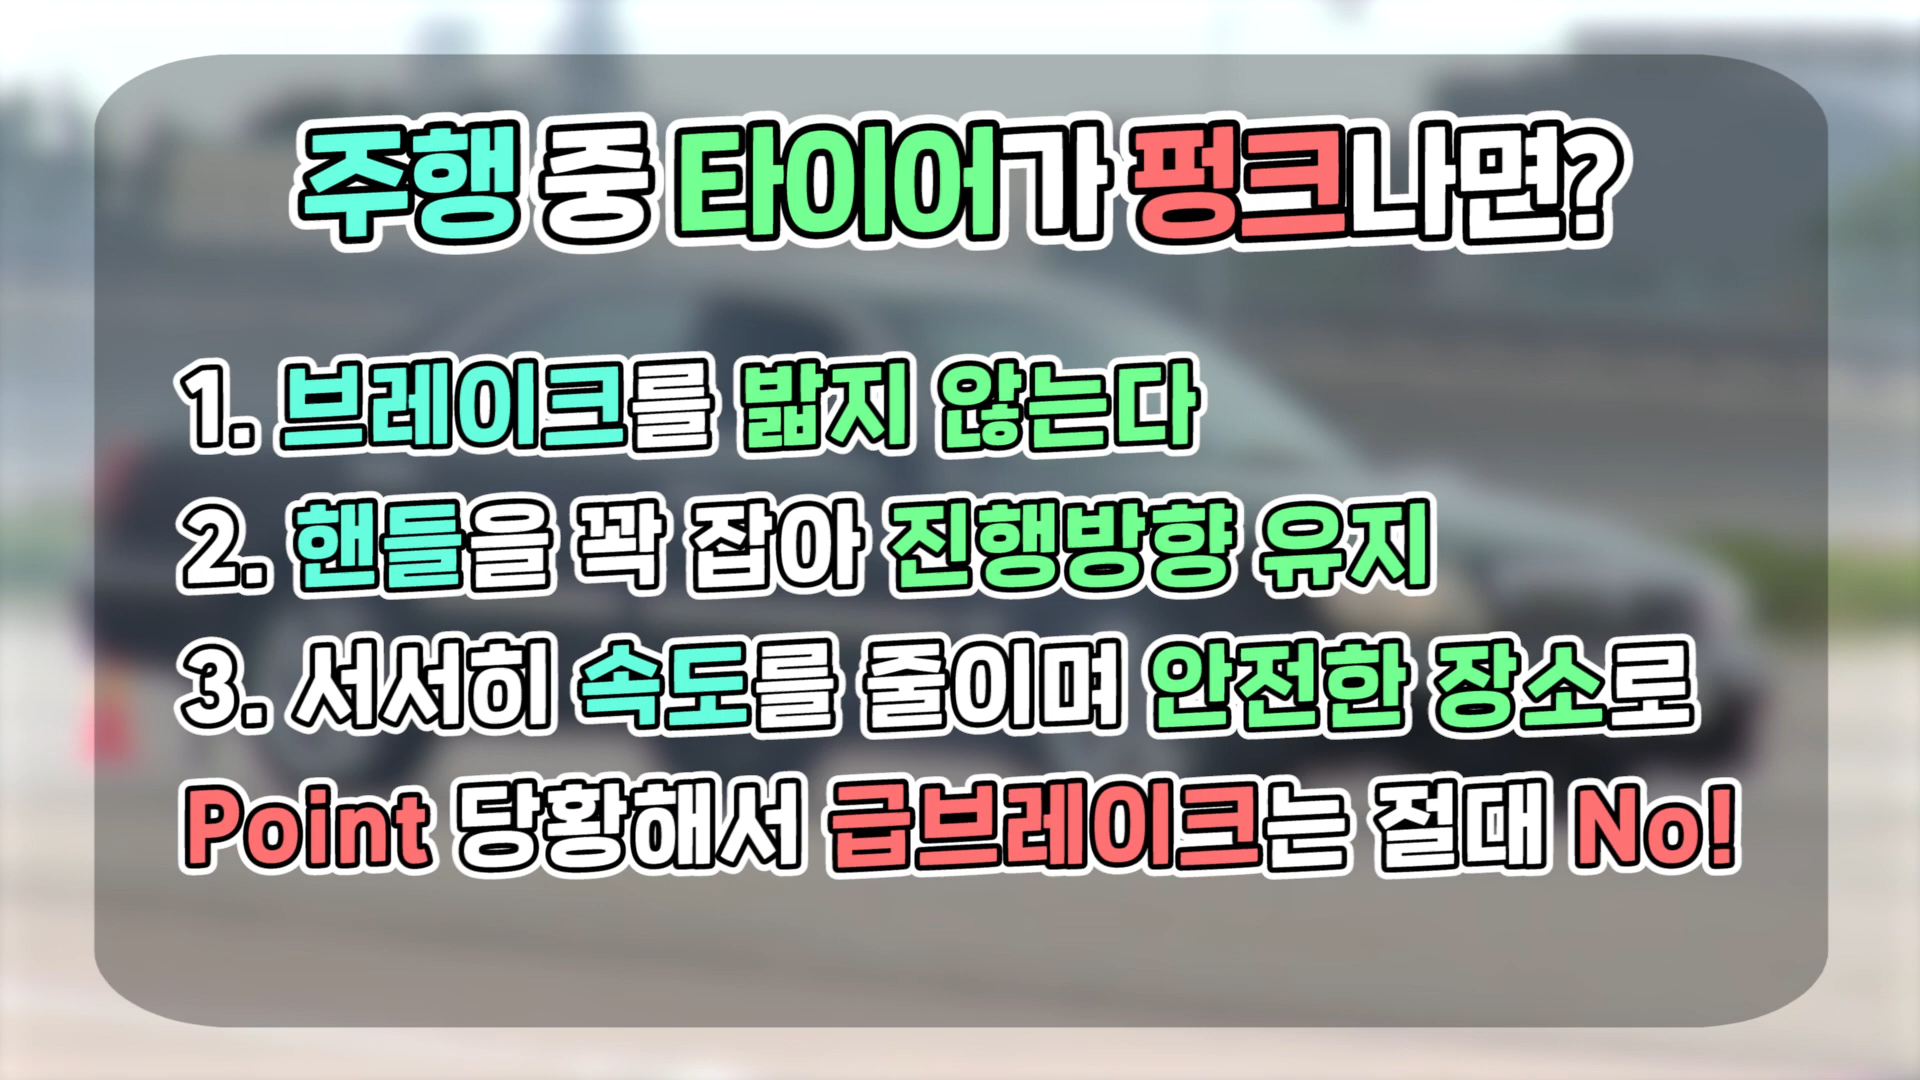 주행 중 타이어가 펑크나면?
1. 브레이크를 밟지 않는다
2. 핸들을 꽉 잡아 진행방향 유지
3. 서서히 속도를 줄이며 안전한 장소로
Point 당황해서 급브레이크는 절대 No!